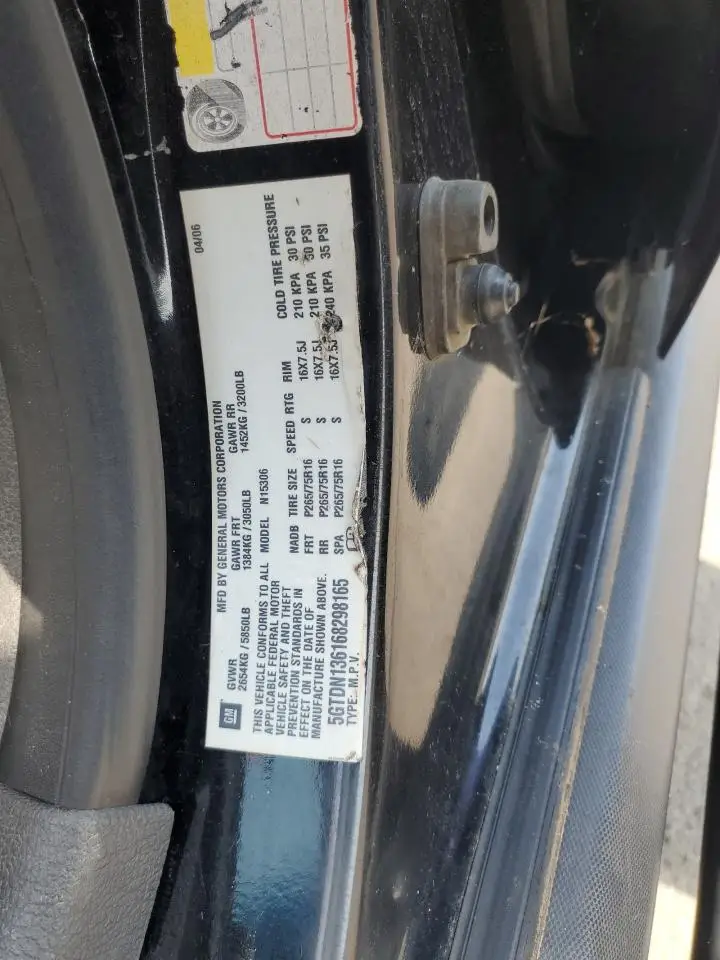 04/06
MFD BY GENERAL MOTORS CORPORATION
GVWR GAWR FRT GAWR RR
2654KG / 5850LB 1384KG / 3050LB 1452KG / 3200LB
GM
THIS VEHICLE CONFORMS TO ALL
APPLICABLE FEDERAL MOTOR
VEHICLE SAFETY AND THEFT
PREVENTION STANDARDS IN
EFFECT ON THE DATE OF
MANUFACTURE SHOWN ABOVE.
5GTDN136168298165
TYPE: M.P.V.
MODEL N15306
NADB TIRE SIZE SPEED RTG RIM COLD TIRE PRESSURE
FRT P265/75R16 S 16X7.5J 210 KPA 30 PSI
RR P265/75R16 S 16X7.5J 210 KPA 30 PSI
SPA P265/75R16 S 16X7.5J 240 KPA 35 PSI